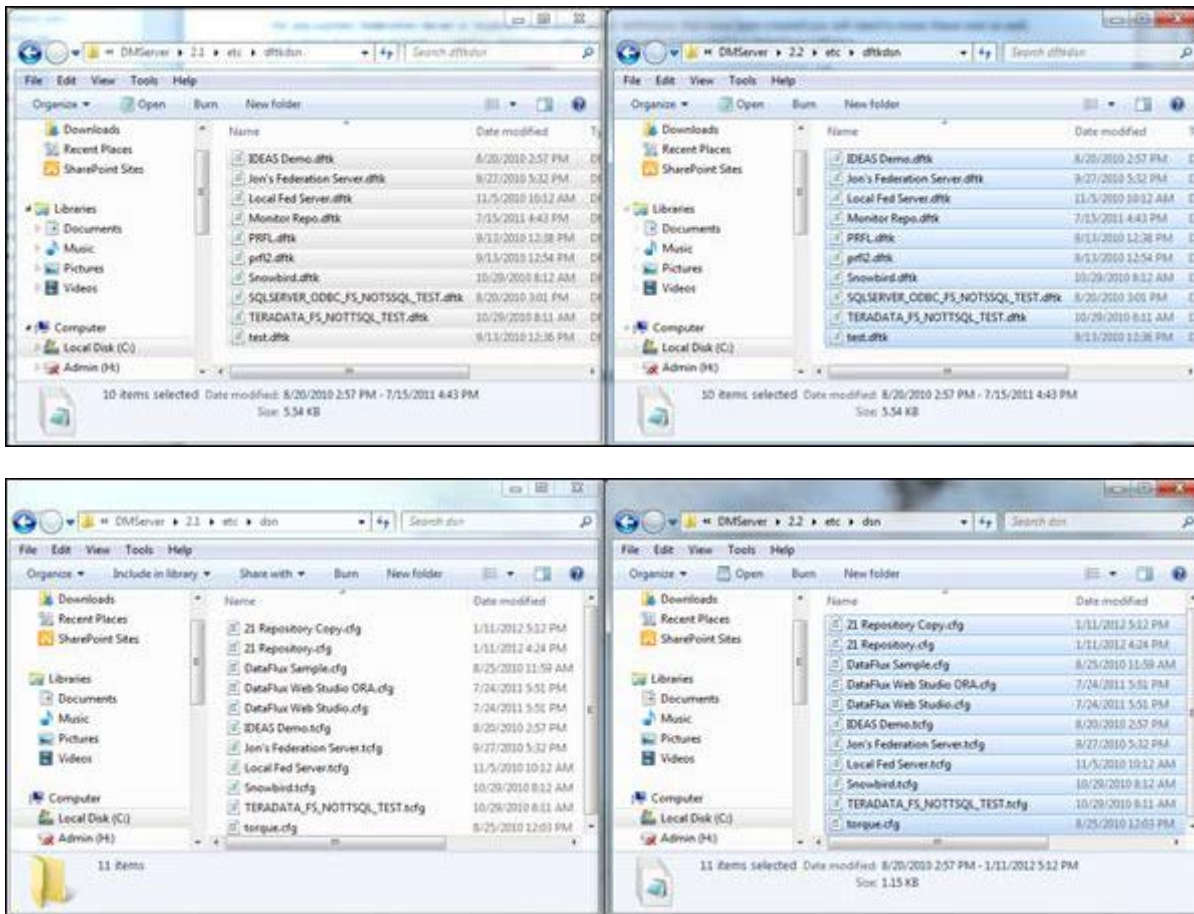 DMServer ▸ 2.1 ▸ etc ▸ dftkdsn
Search dftkdsn
File Edit View Tools Help
Organize Open Burn New folder
Downloads
Recent Places
SharePoint Sites
Libraries
Documents
Music
Pictures
Videos
Computer
Local Disk (C:)
Admin (H:)
Name Date modified
IDEAS Demo.dftk 8/20/2010 2:57 PM
Jon's Federation Server.dftk 9/27/2010 5:32 PM
Local Fed Server.dftk 11/5/2010 10:12 AM
Monitor Repo.dftk 7/15/2011 4:43 PM
PRFL.dftk 9/13/2010 12:38 PM
prfl2.dftk 9/13/2010 12:54 PM
Snowbird.dftk 10/29/2010 8:12 AM
SQLSERVER_ODBC_FS_NOTSSQL_TEST.dftk 8/20/2010 3:01 PM
TERADATA_FS_NOTTSQL_TEST.dftk 10/29/2010 8:11 AM
test.dftk 9/13/2010 12:36 PM
10 items selected Date modified: 8/20/2010 2:57 PM - 7/15/2011 4:43 PM
Size: 5.54 KB
DMServer ▸ 2.2 ▸ etc ▸ dftkdsn
Search dftkdsn
File Edit View Tools Help
Organize Open Burn New folder
Downloads
Recent Places
SharePoint Sites
Libraries
Documents
Music
Pictures
Videos
Computer
Local Disk (C:)
Admin (H:)
Name Date modified
IDEAS Demo.dftk 8/20/2010 2:57 PM
Jon's Federation Server.dftk 9/27/2010 5:32 PM
Local Fed Server.dftk 11/5/2010 10:12 AM
Monitor Repo.dftk 7/15/2011 4:43 PM
PRFL.dftk 9/13/2010 12:38 PM
prfl2.dftk 9/13/2010 12:54 PM
Snowbird.dftk 10/29/2010 8:12 AM
SQLSERVER_ODBC_FS_NOTSSQL_TEST.dftk 8/20/2010 3:01 PM
TERADATA_FS_NOTTSQL_TEST.dftk 10/29/2010 8:11 AM
test.dftk 9/13/2010 12:36 PM
10 items selected Date modified: 8/20/2010 2:57 PM - 7/15/2011 4:43 PM
Size: 5.54 KB
DMServer ▸ 2.1 ▸ etc ▸ dsn
Search dsn
File Edit View Tools Help
Organize Include in library Share with Burn New folder
Downloads
Recent Places
SharePoint Sites
Libraries
Documents
Music
Pictures
Videos
Computer
Local Disk (C:)
Admin (H:)
Name Date modified
21 Repository Copy.cfg 1/11/2012 5:12 PM
21 Repository.cfg 1/11/2012 4:24 PM
DataFlux Sample.cfg 8/25/2010 11:59 AM
DataFlux Web Studio ORA.cfg 7/24/2011 5:51 PM
DataFlux Web Studio.cfg 7/24/2011 5:51 PM
IDEAS Demo.tcfg 8/20/2010 2:57 PM
Jon's Federation Server.tcfg 9/27/2010 5:32 PM
Local Fed Server.tcfg 11/5/2010 10:12 AM
Snowbird.tcfg 10/29/2010 8:12 AM
TERADATA_FS_NOTTSQL_TEST.tcfg 10/29/2010 8:11 AM
torque.cfg 8/25/2010 12:03 PM
11 items
DMServer ▸ 2.2 ▸ etc ▸ dsn
Search dsn
File Edit View Tools Help
Organize Open Burn New folder
Downloads
Recent Places
SharePoint Sites
Libraries
Documents
Music
Pictures
Videos
Computer
Local Disk (C:)
Admin (H:)
Name Date modified
21 Repository Copy.cfg 1/11/2012 5:12 PM
21 Repository.cfg 1/11/2012 4:24 PM
DataFlux Sample.cfg 8/25/2010 11:59 AM
DataFlux Web Studio ORA.cfg 7/24/2011 5:51 PM
DataFlux Web Studio.cfg 7/24/2011 5:51 PM
IDEAS Demo.tcfg 8/20/2010 2:57 PM
Jon's Federation Server.tcfg 9/27/2010 5:32 PM
Local Fed Server.tcfg 11/5/2010 10:12 AM
Snowbird.tcfg 10/29/2010 8:12 AM
TERADATA_FS_NOTTSQL_TEST.tcfg 10/29/2010 8:11 AM
torque.cfg 8/25/2010 12:03 PM
11 items selected Date modified: 8/20/2010 2:57 PM - 1/11/2012 5:12 PM
Size: 1.15 KB